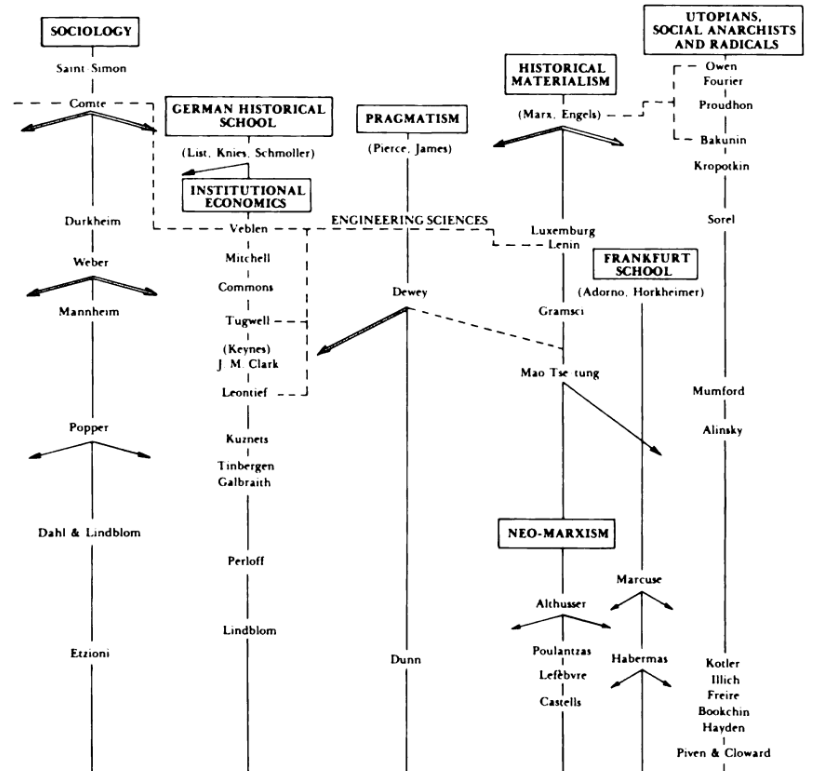 SOCIOLOGY
Saint-Simon
Comte
Durkheim
Weber
Mannheim
Popper
Dahl & Lindblom
Etzioni
GERMAN HISTORICAL
SCHOOL
(List, Knies, Schmoller)
INSTITUTIONAL
ECONOMICS
Veblen
Mitchell
Commons
Tugwell
(Keynes)
J. M. Clark
Leontief
Kuznets
Tinbergen
Galbraith
Perloff
Lindblom
PRAGMATISM
(Pierce, James)
ENGINEERING SCIENCES
Dewey
Dunn
HISTORICAL
MATERIALISM
(Marx, Engels)
Luxemburg
Lenin
Gramsci
Mao Tse-tung
NEO-MARXISM
Althusser
Poulantzas
Lefèbvre
Castells
FRANKFURT
SCHOOL
(Adorno, Horkheimer)
Marcuse
Habermas
UTOPIANS,
SOCIAL ANARCHISTS
AND RADICALS
Owen
Fourier
Proudhon
Bakunin
Kropotkin
Sorel
Mumford
Alinsky
Kotler
Illich
Freire
Bookchin
Hayden
Piven & Cloward